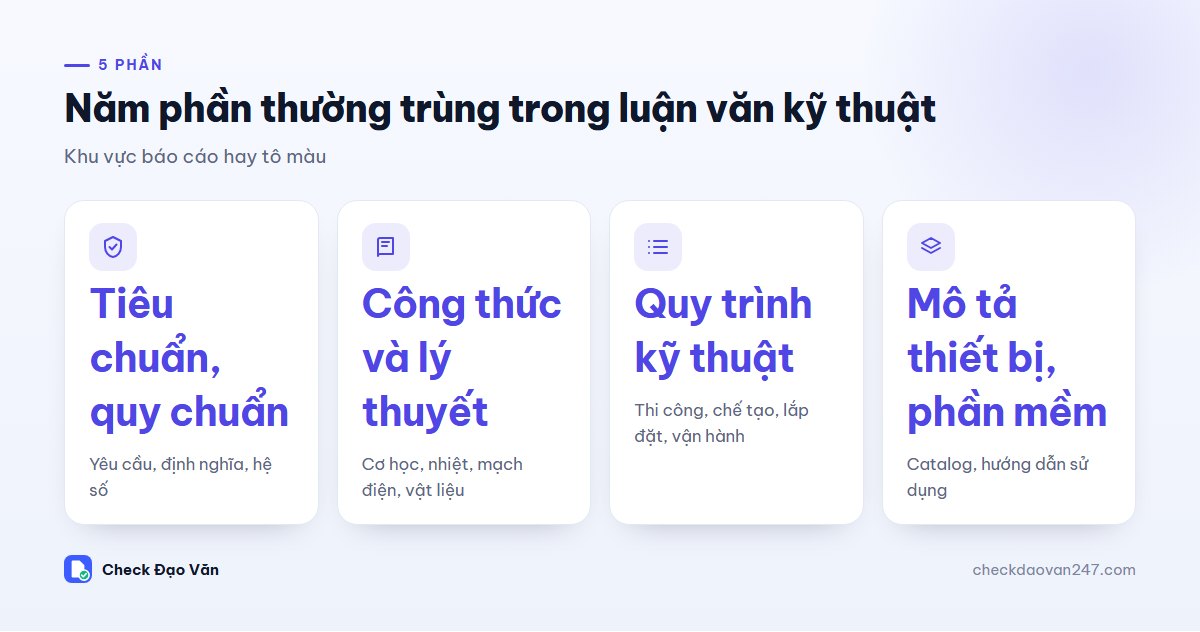 5 PHẦN
Năm phần thường trùng trong luận văn kỹ thuật
Khu vực báo cáo hay tô màu
Tiêu
chuẩn,
quy chuẩn
Yêu cầu, định nghĩa, hệ
số
Công thức
và lý
thuyết
Cơ học, nhiệt, mạch
điện, vật liệu
Quy trình
kỹ thuật
Thi công, chế tạo, lắp
đặt, vận hành
Mô tả
thiết bị,
phần mềm
Catalog, hướng dẫn sử
dụng
Check Đạo Văn
checkdaovan247.com